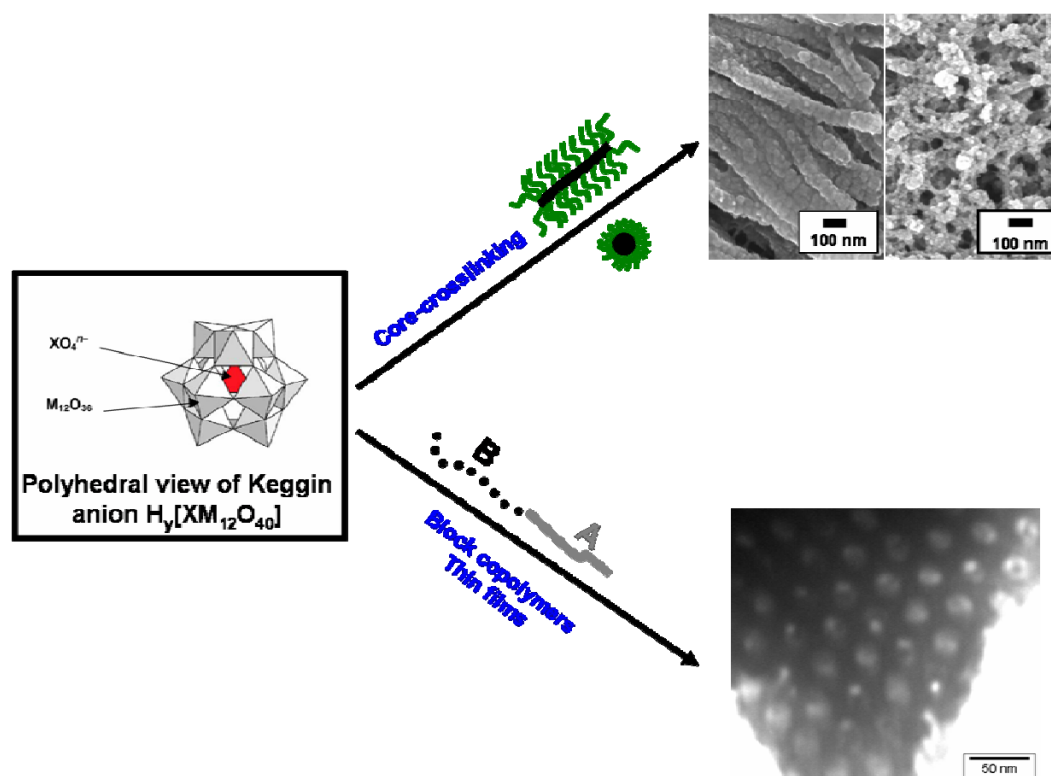 100 nm
100 nm
Core-crosslinking
XO₄ⁿ⁻
M₁₂O₃₆
Polyhedral view of Keggin
anion Hy[XM₁₂O₄₀]
B
A
Block copolymers
Thin films
50 nm